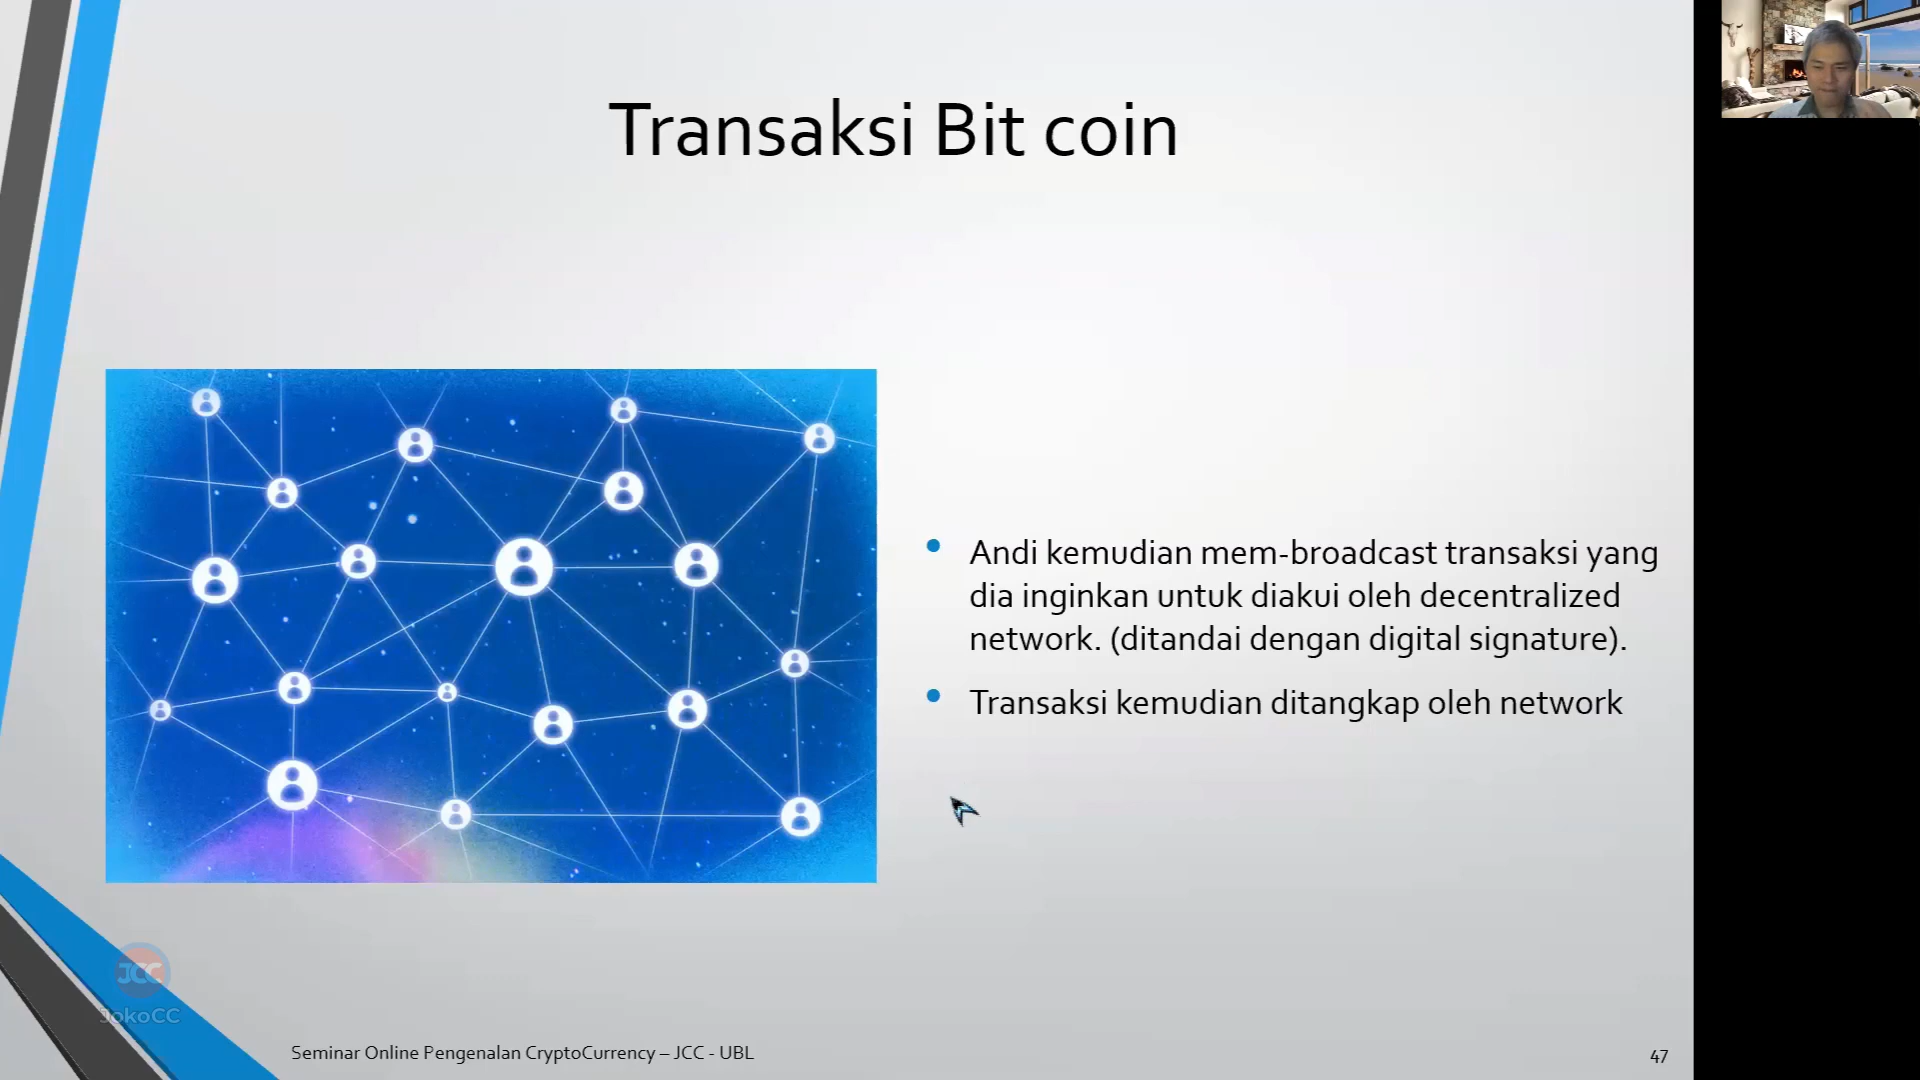 Transaksi Bit coin
Andi kemudian mem-broadcast transaksi yang
dia inginkan untuk diakui oleh decentralized
network. (ditandai dengan digital signature).
Transaksi kemudian ditangkap oleh network
JCC
JokoCC
Seminar Online Pengenalan CryptoCurrency – JCC - UBL
47